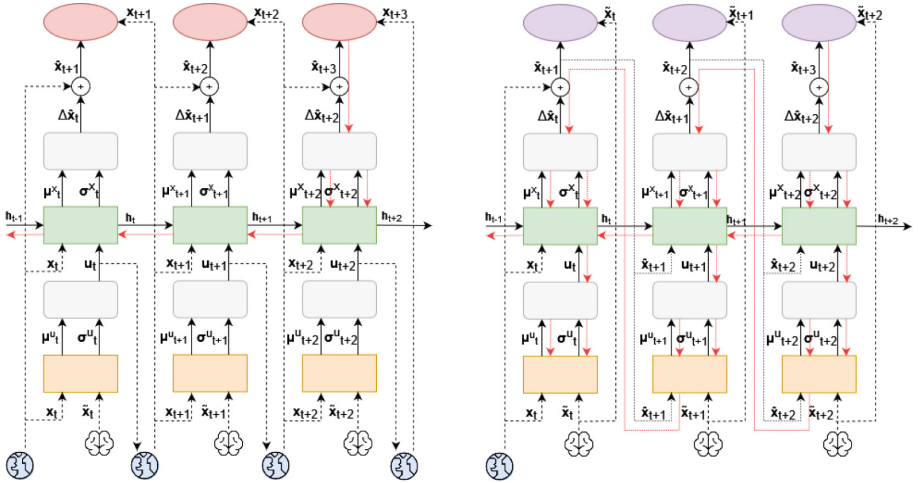 x_{t+1} x_{t+2} x_{t+3} x̃_t x̃_{t+1} x̃_{t+2}
x̂_{t+1} x̂_{t+2} x̂_{t+3} x̂_{t+1} x̂_{t+2} x̂_{t+3}
+ + + + + +
Δx̂_t Δx̂_{t+1} Δx̂_{t+2} Δx̂_t Δx̂_{t+1} Δx̂_{t+2}
μ^x_t σ^x_t μ^x_{t+1} σ^x_{t+1} μ^x_{t+2} σ^x_{t+2} μ^x_t σ^x_t μ^x_{t+1} σ^x_{t+1} μ^x_{t+2} σ^x_{t+2}
h_{t-1} h_t h_{t+1} h_{t+2} h_{t-1} h_t h_{t+1} h_{t+2}
x_t u_t x_{t+1} u_{t+1} x_{t+2} u_{t+2} x_t u_t x̂_{t+1} u_{t+1} x̂_{t+2} u_{t+2}
μ^u_t σ^u_t μ^u_{t+1} σ^u_{t+1} μ^u_{t+2} σ^u_{t+2} μ^u_t σ^u_t μ^u_{t+1} σ^u_{t+1} μ^u_{t+2} σ^u_{t+2}
x_t x̃_t x_{t+1} x̃_{t+1} x_{t+2} x̃_{t+2} x_t x̃_t x̂_{t+1} x̃_{t+1} x̂_{t+2} x̃_{t+2}